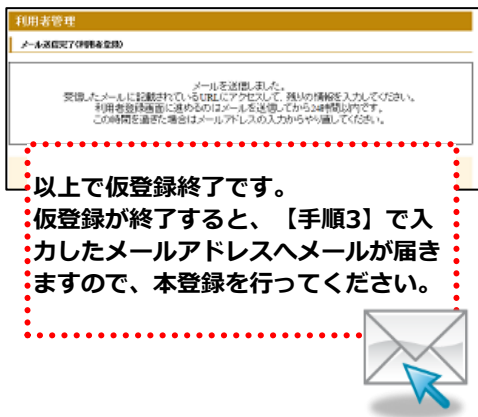 利用者管理
メール送信完了(利用者登録)
メールを送信しました。
受信したメールに記載されているURLにアクセスして、残りの情報を入力してください。
利用者登録画面に進めるのはメールを送信してから24時間以内です。
この時間を過ぎた場合はメールアドレスの入力からやり直してください。
以上で仮登録終了です。
仮登録が終了すると、【手順3】で入
力したメールアドレスへメールが届き
ますので、本登録を行ってください。